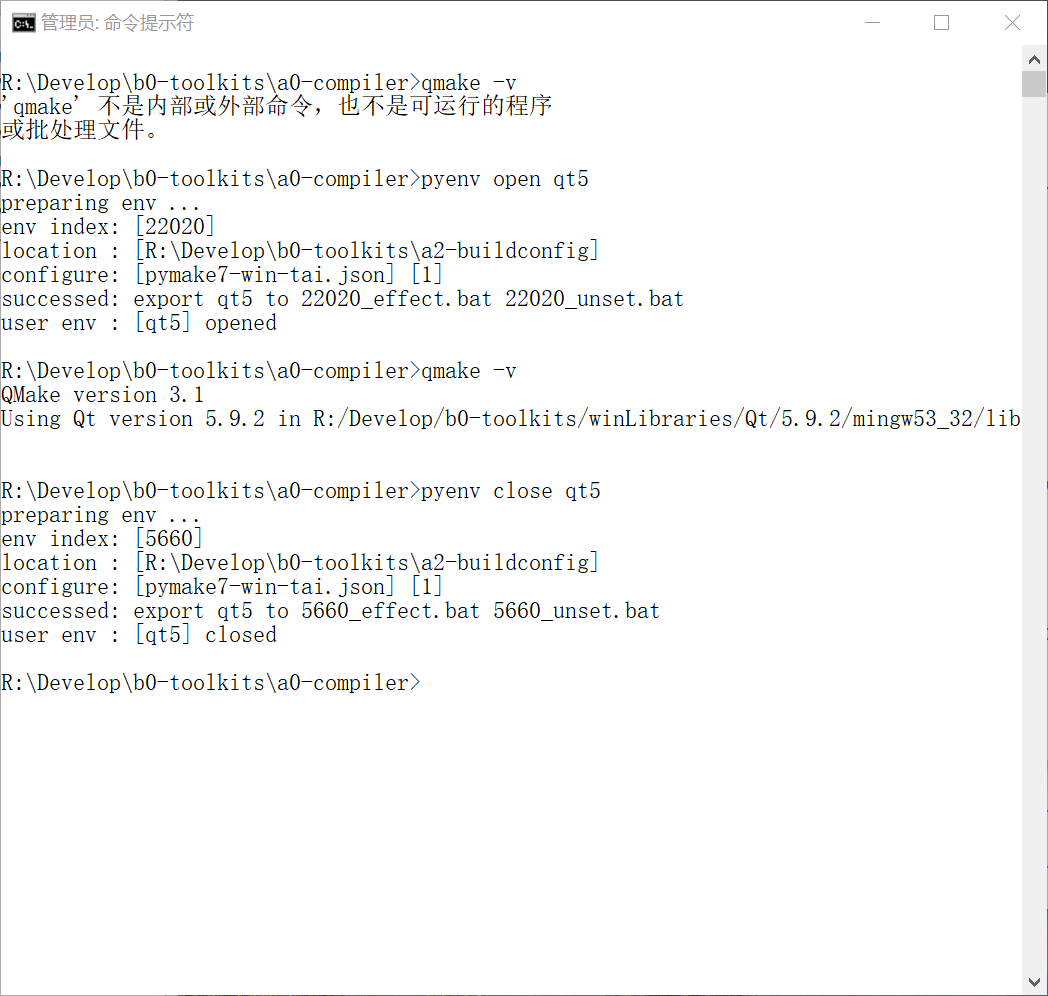 管理员: 命令提示符
R:\Develop\b0-toolkits\a0-compiler>qmake -v
'qmake' 不是内部或外部命令，也不是可运行的程序
或批处理文件。
R:\Develop\b0-toolkits\a0-compiler>pyenv open qt5
preparing env ...
env index: [22020]
location : [R:\Develop\b0-toolkits\a2-buildconfig]
configure: [pymake7-win-tai.json] [1]
successed: export qt5 to 22020_effect.bat 22020_unset.bat
user env : [qt5] opened
R:\Develop\b0-toolkits\a0-compiler>qmake -v
QMake version 3.1
Using Qt version 5.9.2 in R:/Develop/b0-toolkits/winLibraries/Qt/5.9.2/mingw53_32/lib
R:\Develop\b0-toolkits\a0-compiler>pyenv close qt5
preparing env ...
env index: [5660]
location : [R:\Develop\b0-toolkits\a2-buildconfig]
configure: [pymake7-win-tai.json] [1]
successed: export qt5 to 5660_effect.bat 5660_unset.bat
user env : [qt5] closed
R:\Develop\b0-toolkits\a0-compiler>